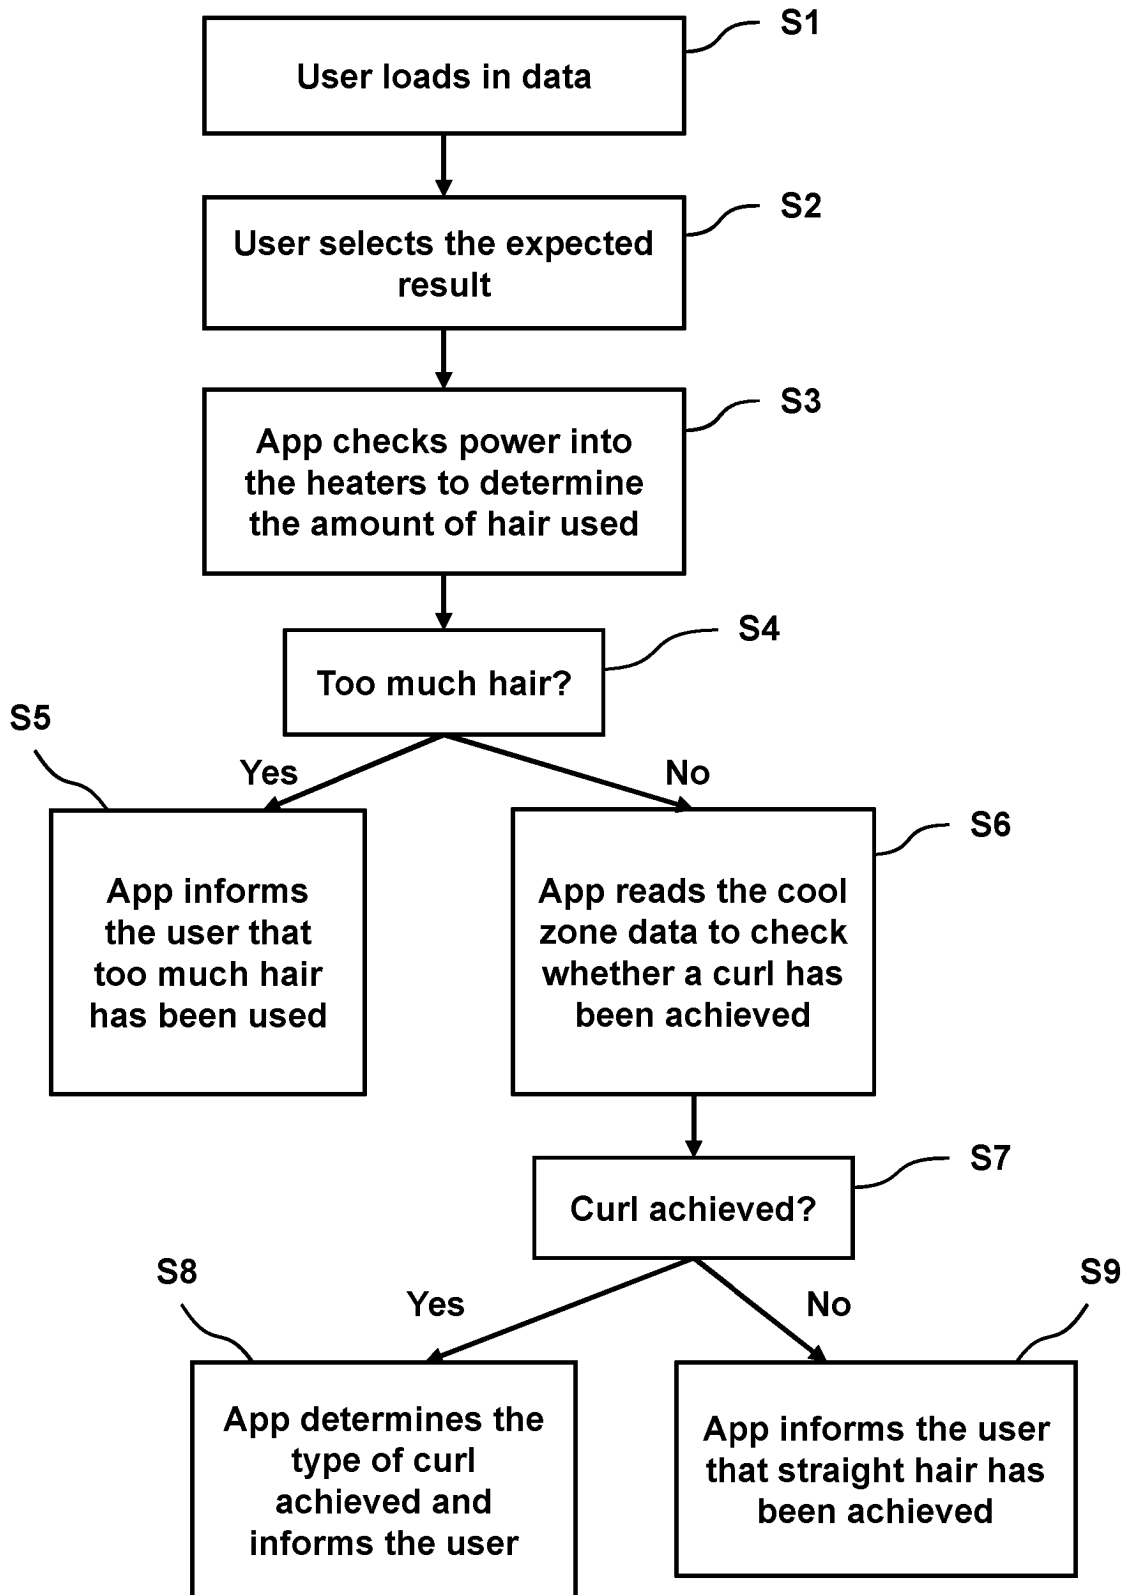 S1
User loads in data
S2
User selects the expected
result
S3
App checks power into
the heaters to determine
the amount of hair used
S4
Too much hair?
S5
Yes
No
S6
App informs
the user that
too much hair
has been used
App reads the cool
zone data to check
whether a curl has
been achieved
S7
Curl achieved?
S8
Yes
No
S9
App determines the
type of curl
achieved and
informs the user
App informs the user
that straight hair has
been achieved